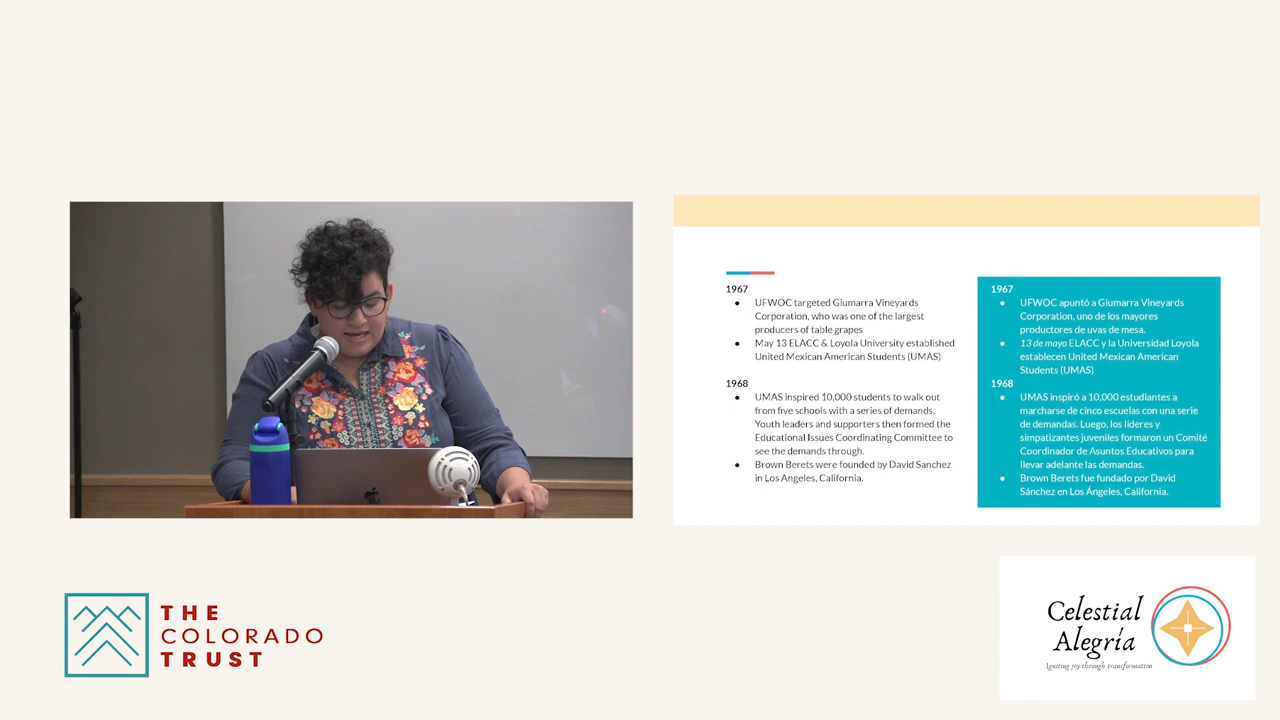 1967
● UFWOC targeted Giumarra Vineyards
Corporation, who was one of the largest
producers of table grapes
● May 13 ELACC & Loyola University established
United Mexican American Students (UMAS)
1968
● UMAS inspired 10,000 students to walk out
from five schools with a series of demands.
Youth leaders and supporters then formed the
Educational Issues Coordinating Committee to
see the demands through.
● Brown Berets were founded by David Sanchez
in Los Angeles, California.
1967
● UFWOC apuntó a Giumarra Vineyards
Corporation, uno de los mayores
productores de uvas de mesa.
● 13 de mayo ELACC y la Universidad Loyola
establecen United Mexican American
Students (UMAS)
1968
● UMAS inspiró a 10,000 estudiantes a
marcharse de cinco escuelas con una serie
de demandas. Luego, los líderes y
simpatizantes juveniles formaron un Comité
Coordinador de Asuntos Educativos para
llevar adelante las demandas.
● Brown Berets fue fundado por David
Sánchez en Los Ángeles, California.
THE
COLORADO
TRUST
Celestial
Alegría
Igniting joy through transformation